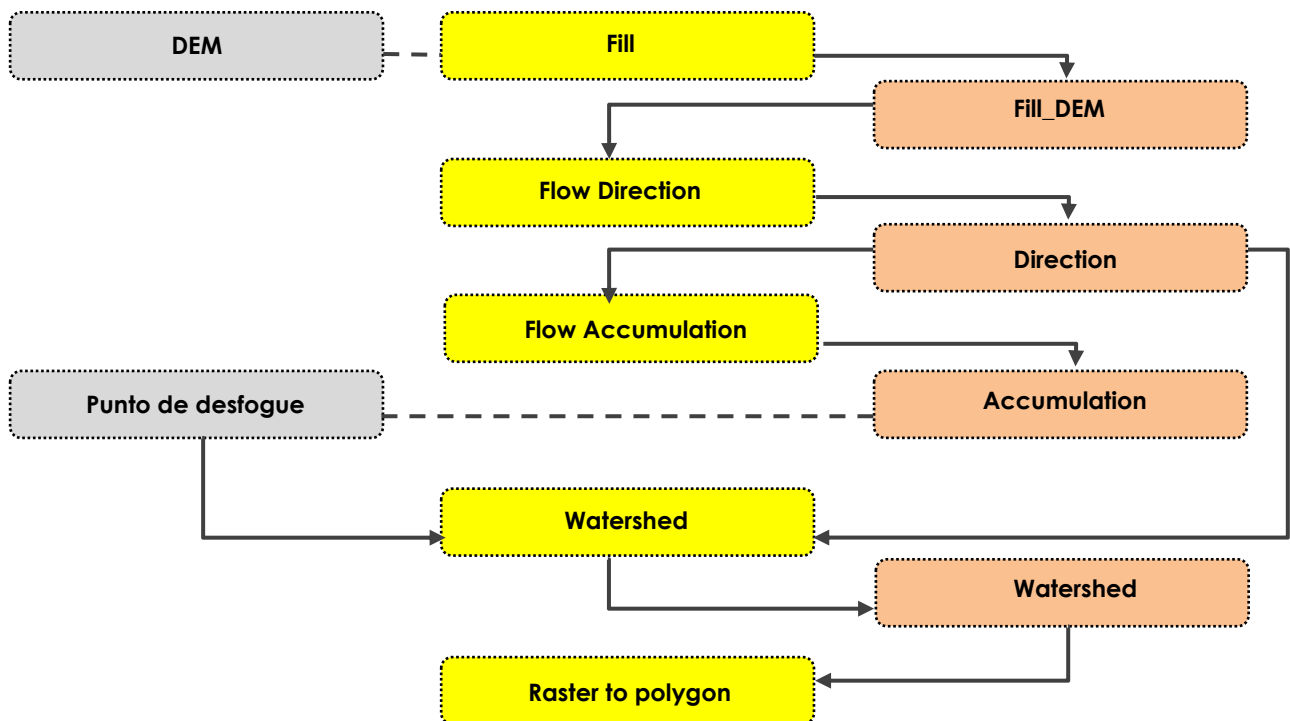 DEM
Fill
Fill_DEM
Flow Direction
Direction
Flow Accumulation
Punto de desfogue
Accumulation
Watershed
Watershed
Raster to polygon